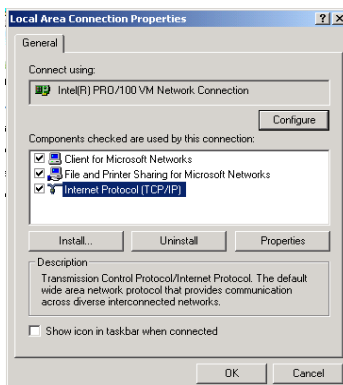 Local Area Connection Properties
General
Connect using:
Intel(R) PRO/100 VM Network Connection
Configure
Components checked are used by this connection:
Client for Microsoft Networks
File and Printer Sharing for Microsoft Networks
Internet Protocol (TCP/IP)
Install... Uninstall Properties
Description
Transmission Control Protocol/Internet Protocol. The default
wide area network protocol that provides communication
across diverse interconnected networks.
Show icon in taskbar when connected
OK Cancel